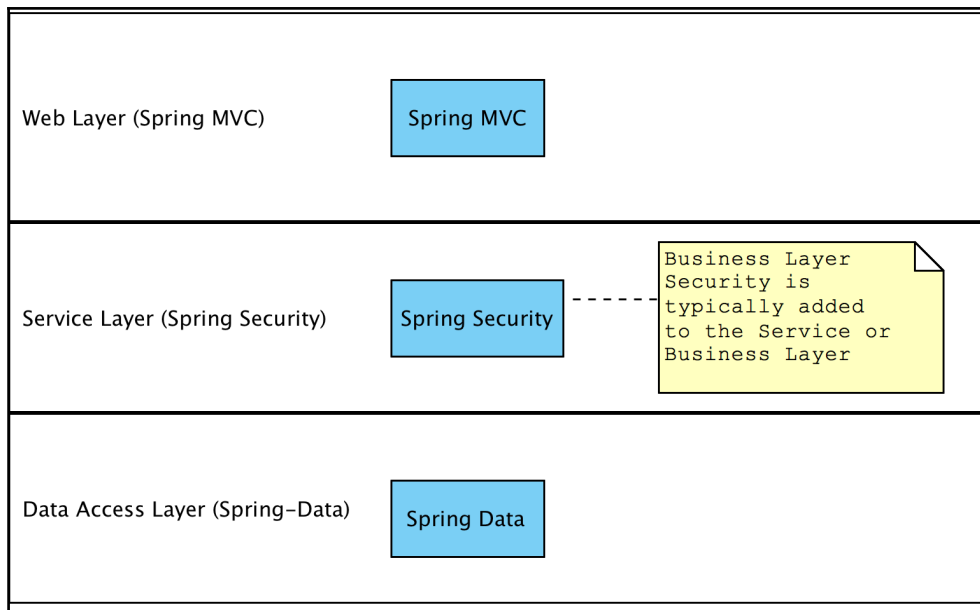 Web Layer (Spring MVC)
Spring MVC
Service Layer (Spring Security)
Spring Security
Business Layer
Security is
typically added
to the Service or
Business Layer
Data Access Layer (Spring-Data)
Spring Data